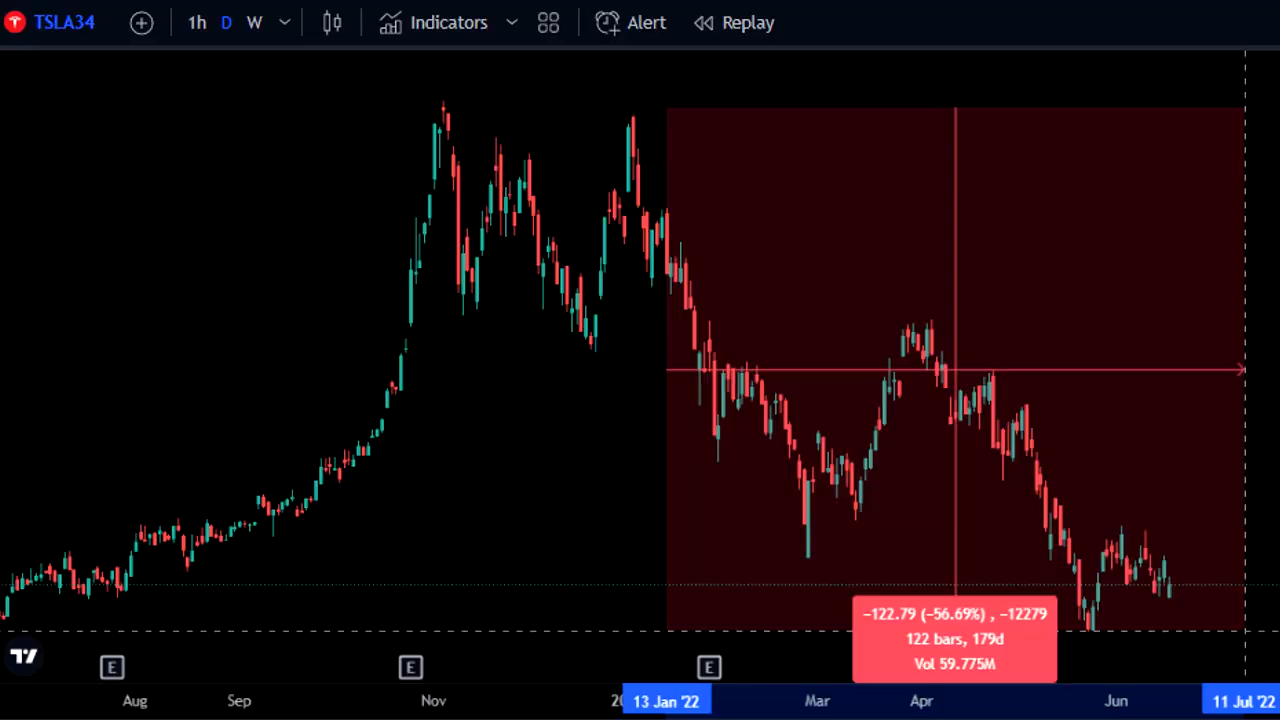 TSLA34 1h D W Indicators Alert Replay
−122.79 (−56.69%) , −12279
122 bars, 179d
Vol 59.775M
E E E
Aug Sep Nov 20 13 Jan '22 Mar Apr Jun 11 Jul '22